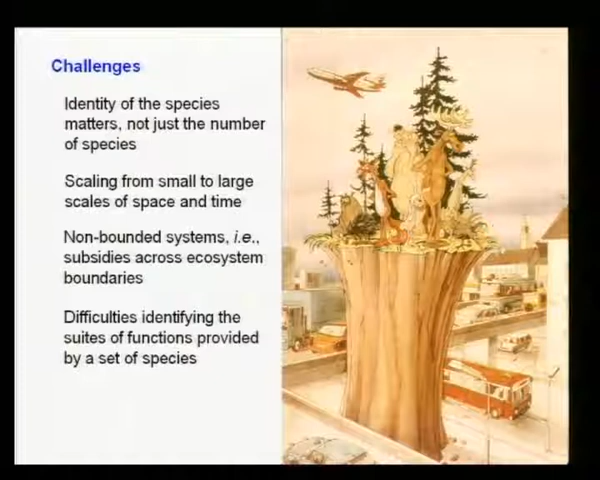 Challenges
Identity of the species
matters, not just the number
of species
Scaling from small to large
scales of space and time
Non-bounded systems, i.e.,
subsidies across ecosystem
boundaries
Difficulties identifying the
suites of functions provided
by a set of species